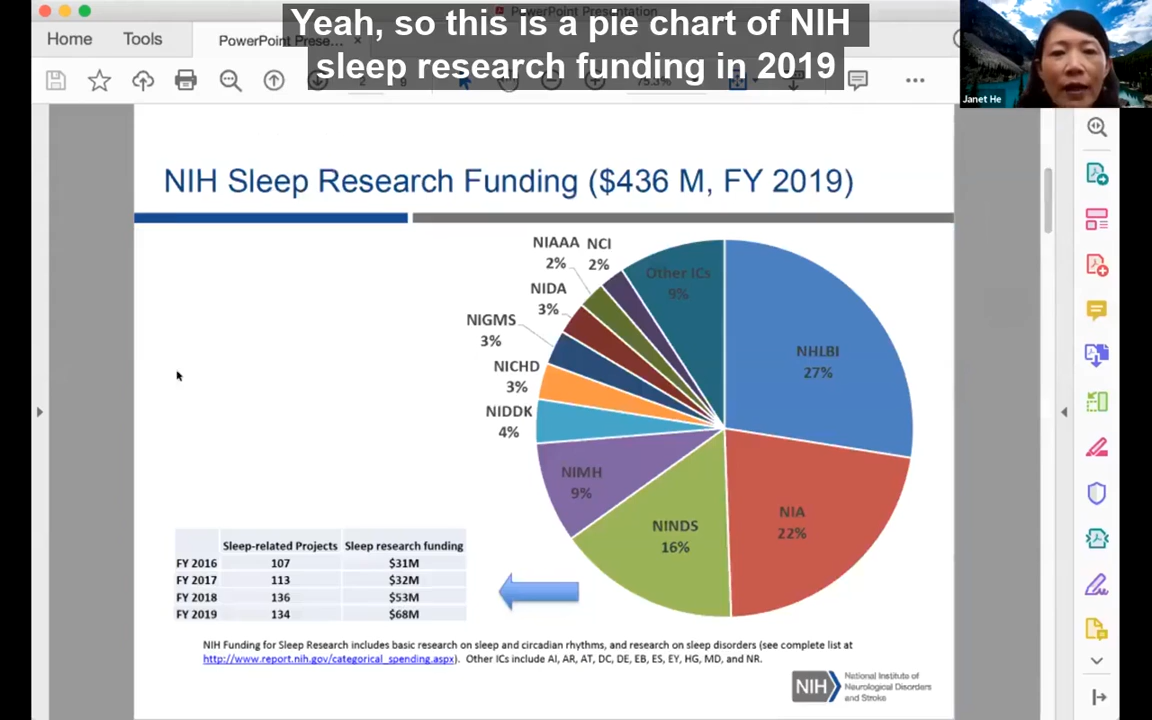 PowerPoint Presentation
Yeah, so this is a pie chart of NIH
sleep research funding in 2019
Home
Tools
PowerPoint Prese...
75.3%
Janet He
NIH Sleep Research Funding ($436 M, FY 2019)
NIAAA
2%
NCI
2%
Other ICs
9%
NIDA
3%
NIGMS
3%
NHLBI
27%
NICHD
3%
NIDDK
4%
NIMH
9%
NIA
22%
NINDS
16%
Sleep-related Projects Sleep research funding
FY 2016 107 $31M
FY 2017 113 $32M
FY 2018 136 $53M
FY 2019 134 $68M
NIH Funding for Sleep Research includes basic research on sleep and circadian rhythms, and research on sleep disorders (see complete list at
http://www.report.nih.gov/categorical_spending.aspx). Other ICs include AI, AR, AT, DC, DE, EB, ES, EY, HG, MD, and NR.
NIH
National Institute of
Neurological Disorders
and Stroke